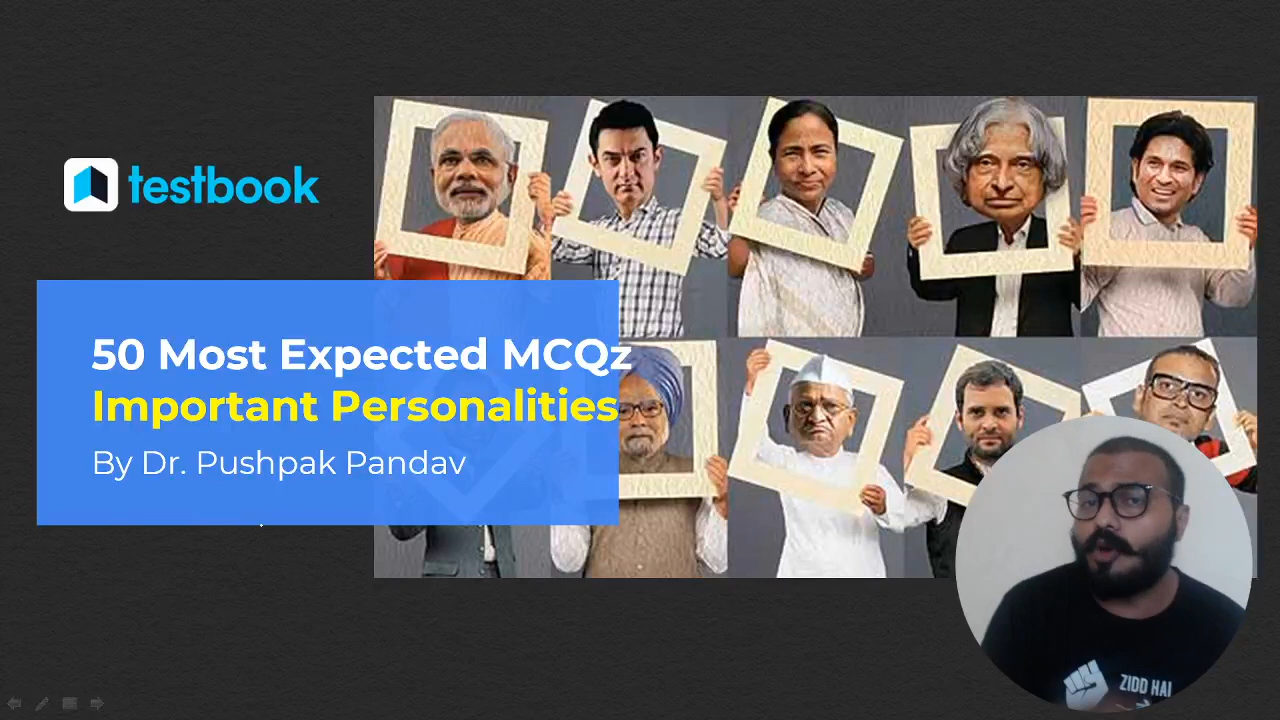 testbook
50 Most Expected MCQz
Important Personalities
By Dr. Pushpak Pandav
ZIDD HAI